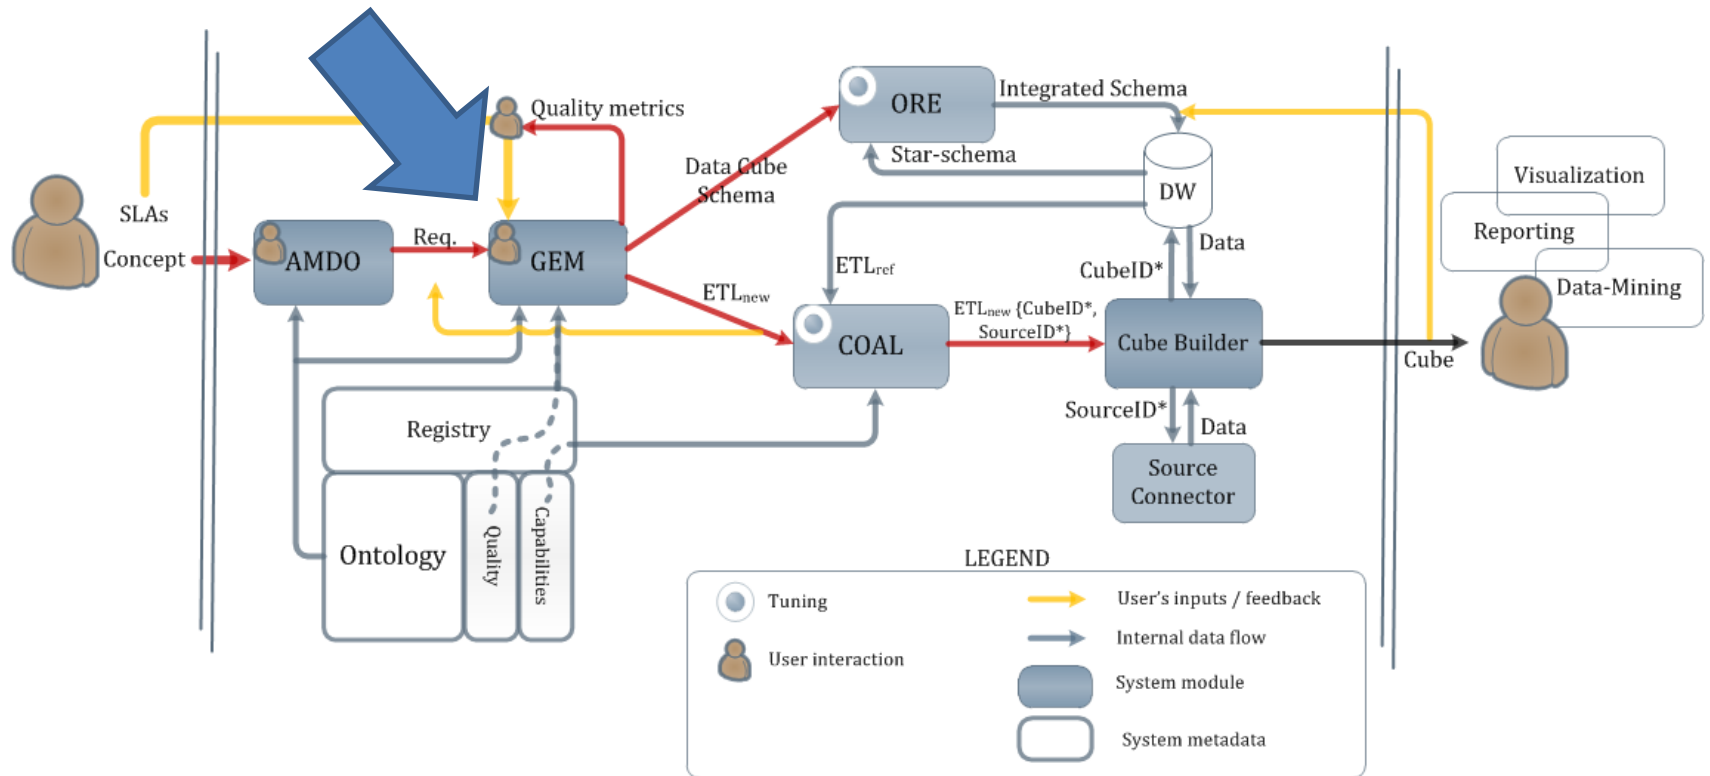 Quality metrics
SLAs
Concept
AMDO
Req.
GEM
Data Cube
Schema
ETLnew
ORE
Integrated Schema
Star-schema
DW
ETLref
COAL
ETLnew {CubeID*,
SourceID*}
CubeID*
Data
Cube Builder
SourceID*
Data
Source
Connector
Cube
Visualization
Reporting
Data-Mining
Registry
Ontology
Quality
Capabilities
LEGEND
Tuning
User interaction
User's inputs / feedback
Internal data flow
System module
System metadata